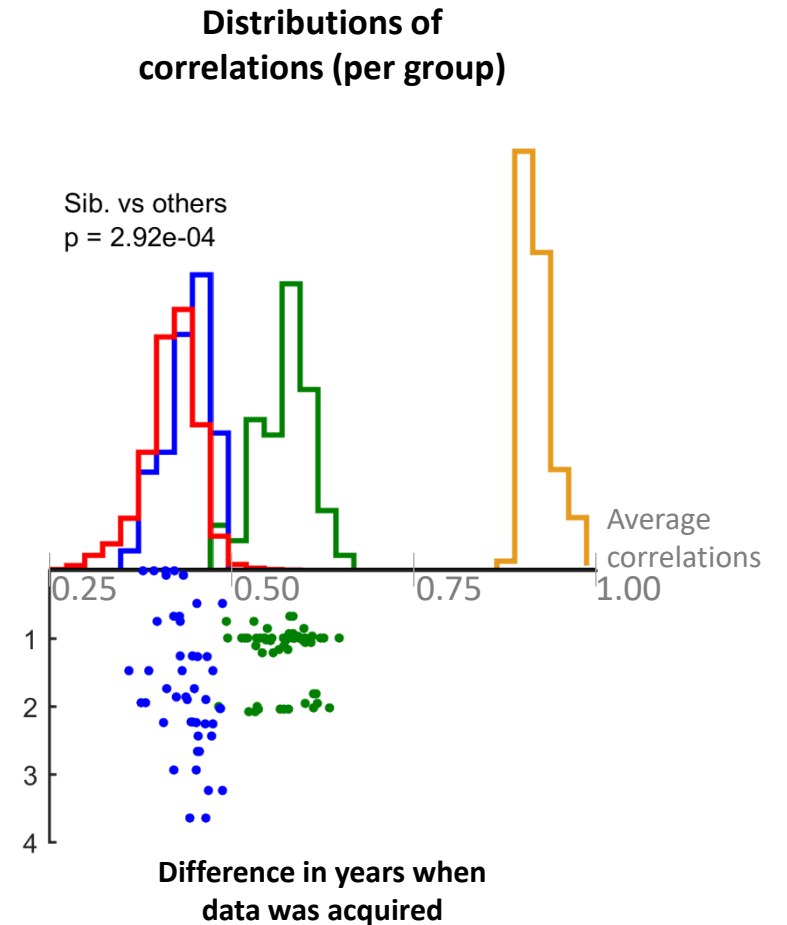 Distributions of
correlations (per group)
Sib. vs others
p = 2.92e-04
Average
correlations
0.25 0.50 0.75 1.00
1
2
3
4
Difference in years when
data was acquired